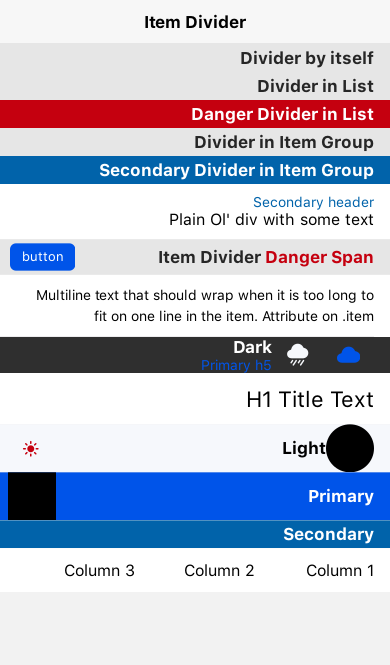 Item Divider
Divider by itself
Divider in List
Danger Divider in List
Divider in Item Group
Secondary Divider in Item Group
Secondary header
Plain Ol' div with some text
Item Divider Danger Span
button
Multiline text that should wrap when it is too long to
fit on one line in the item. Attribute on .item
Dark
Primary h5
H1 Title Text
Light
Primary
Secondary
Column 1
Column 2
Column 3